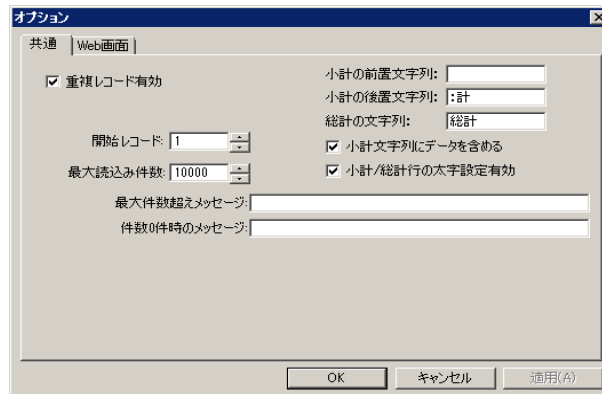 オプション
共通
Web画面
重複レコード有効
小計の前置文字列:
小計の後置文字列: :計
総計の文字列: 総計
開始レコード: 1
小計文字列にデータを含める
最大読込み件数: 10000
小計/総計行の太字設定有効
最大件数超えメッセージ:
件数0件時のメッセージ:
OK
キャンセル
適用(A)